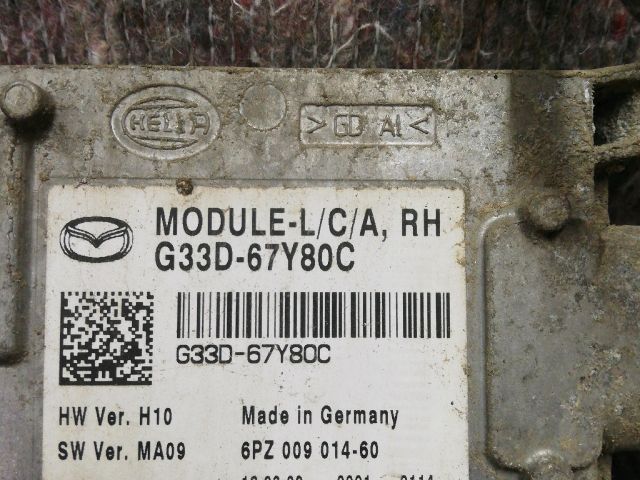 HELLA
>GD Al<
MODULE-L/C/A, RH
G33D-67Y80C
G33D-67Y80C
HW Ver. H10 Made in Germany
SW Ver. MA09 6PZ 009 014-60